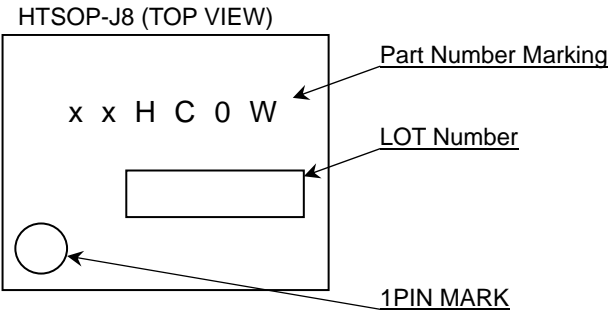 HTSOP-J8 (TOP VIEW)
Part Number Marking
x x H C 0 W
LOT Number
1PIN MARK